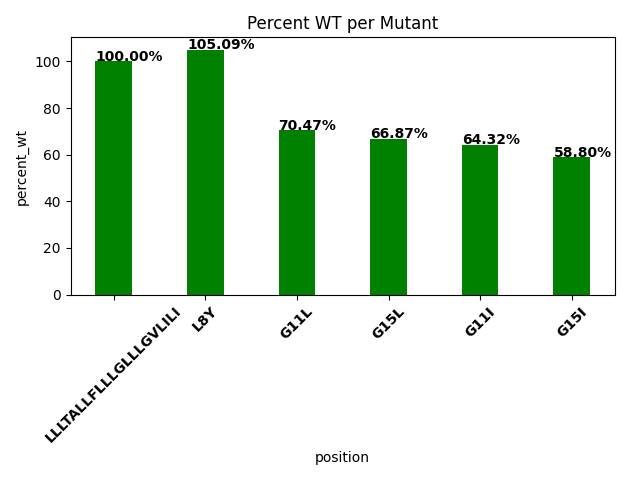 Percent WT per Mutant
percent_wt
100
80
60
40
20
0
100.00%
105.09%
70.47%
66.87%
64.32%
58.80%
LLLTALLFLLLGLLLGVLILI
L8Y
G11L
G15L
G11I
G15I
position